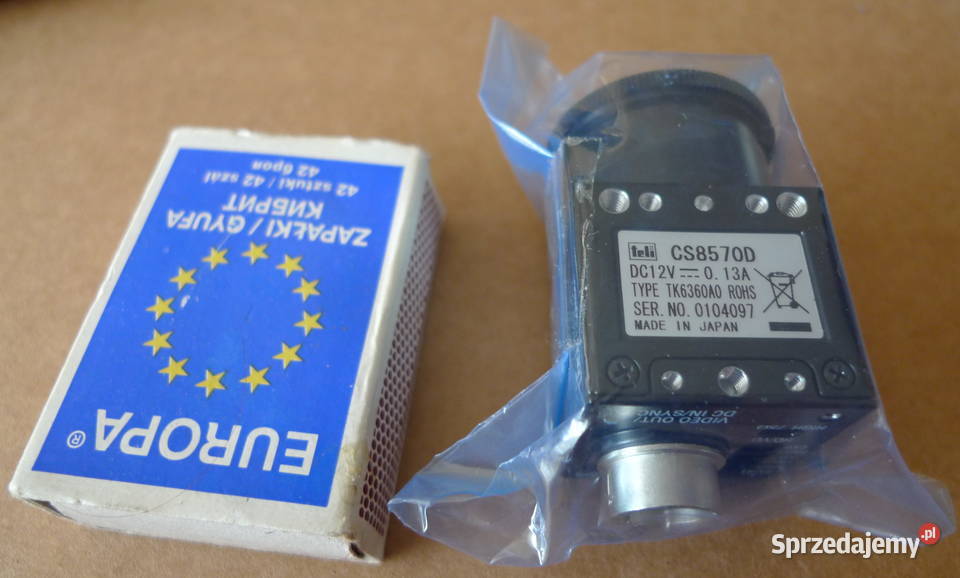 EUROPA®
ZAPAŁKI / GYUFA
КИБРИТ
42 sztuki / 42 szál
42 броя
teli CS8570D
DC12V 0.13A
TYPE TK6360A0 ROHS
SER. NO. 0104097
MADE IN JAPAN
VIDEO OUT/
DC IN/SYNC
Sprzedajemy.pl